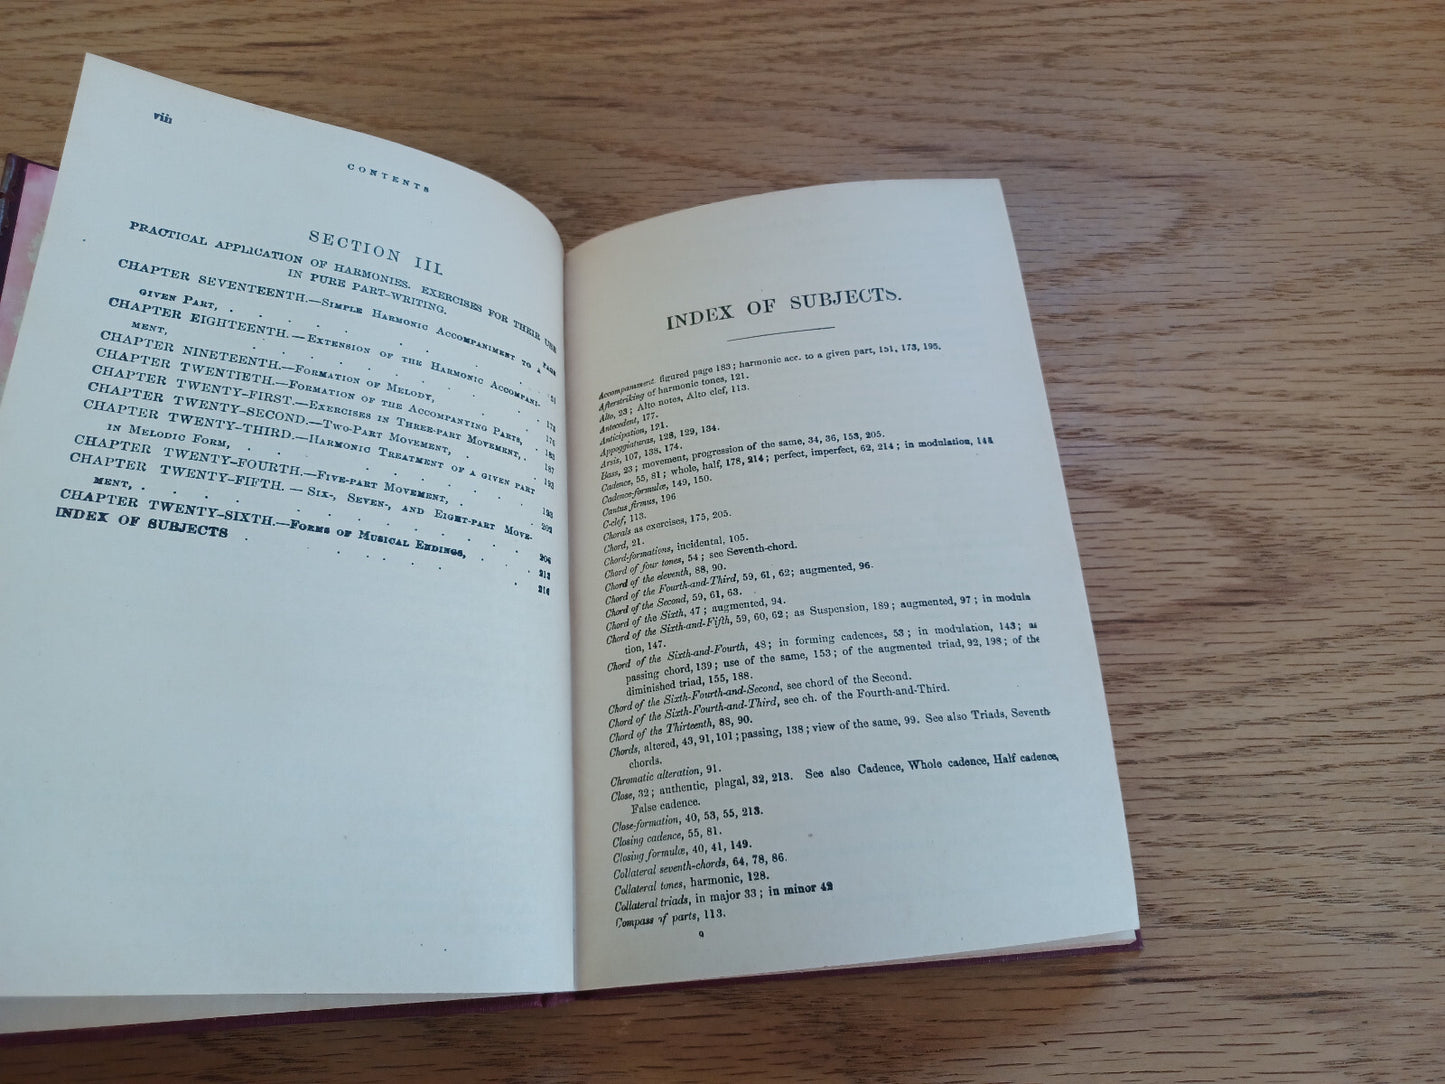 viii
CONTENTS
SECTION III.
PRACTICAL APPLICATION OF HARMONIES. EXERCISES FOR THEIR USE
IN PURE PART-WRITING.
CHAPTER SEVENTEENTH.—Simple Harmonic Accompaniment to a
given Part,
CHAPTER EIGHTEENTH.—Extension of the Harmonic Accompani-
ment,
CHAPTER NINETEENTH.—Formation of Melody,
CHAPTER TWENTIETH.—Formation of the Accompanying Parts,
CHAPTER TWENTY-FIRST.—Exercises in Three-part Movement,
CHAPTER TWENTY-SECOND.—Two-Part Movement, 187
CHAPTER TWENTY-THIRD.—Harmonic Treatment of a given part
in Melodic Form, 193
CHAPTER TWENTY-FOURTH.—Five-part Movement,
CHAPTER TWENTY-FIFTH.—Six-, Seven-, and Eight-part Move-
ment,
CHAPTER TWENTY-SIXTH.—Forms of Musical Endings, 213
INDEX OF SUBJECTS 214
INDEX OF SUBJECTS.
Accompaniment, figured page 183; harmonic acc. to a given part, 151, 173, 195.
Afterstriking of harmonic tones, 121.
Alto, 23; Alto notes, Alto clef, 113.
Antecedent, 177.
Anticipation, 121.
Appoggiaturas, 128, 129, 134.
Arsis, 107, 138, 174.
Bass, 23; movement, progression of the same, 34, 36, 153, 205.
Cadence, 55, 81; whole, half, 178, 214; perfect, imperfect, 62, 214; in modulation, 148
Cadence-formulæ, 149, 150.
Cantus firmus, 196
C-clef, 113.
Chorals as exercises, 175, 205.
Chord, 21.
Chord-formations, incidental, 105.
Chord of four tones, 54; see Seventh-chord.
Chord of the eleventh, 88, 90.
Chord of the Fourth-and-Third, 59, 61, 62; augmented, 96.
Chord of the Second, 59, 61, 63.
Chord of the Sixth, 47; augmented, 94.
Chord of the Sixth-and-Fifth, 59, 60, 62; as Suspension, 189; augmented, 97; in modula
tion, 147.
Chord of the Sixth-and-Fourth, 48; in forming cadences, 53; in modulation, 143; as
passing chord, 139; use of the same, 153; of the augmented triad, 92, 198; of the
diminished triad, 155, 188.
Chord of the Sixth-Fourth-and-Second, see chord of the Second.
Chord of the Sixth-Fourth-and-Third, see ch. of the Fourth-and-Third.
Chord of the Thirteenth, 88, 90.
Chords, altered, 43, 91, 101; passing, 138; view of the same, 99. See also Triads, Seventh-
chords.
Chromatic alteration, 91.
Close, 32; authentic, plagal, 32, 213. See also Cadence, Whole cadence, Half cadence,
False cadence.
Close-formation, 40, 53, 55, 213.
Closing cadence, 55, 81.
Closing formulæ, 40, 41, 149.
Collateral seventh-chords, 64, 78, 86.
Collateral tones, harmonic, 128.
Collateral triads, in major 33; in minor 42
Compass of parts, 113.
9